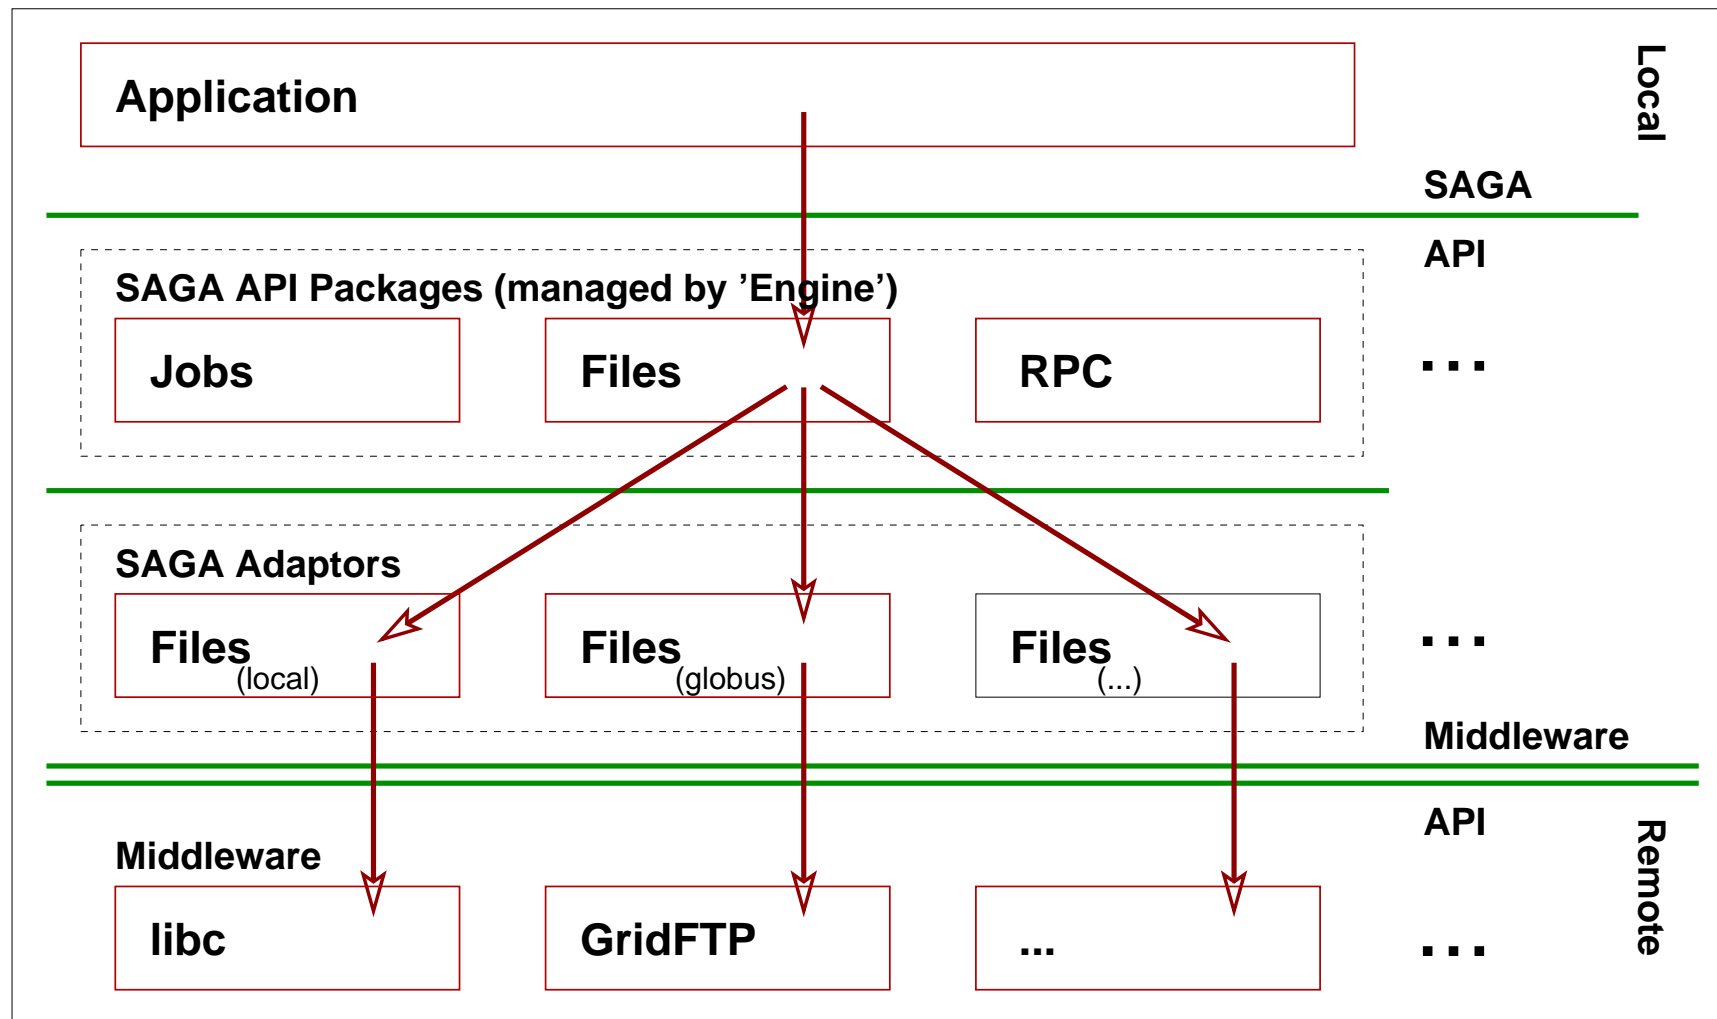 Application
Local
SAGA
API
SAGA API Packages (managed by ’Engine’)
Jobs
Files
RPC
...
SAGA Adaptors
Files
(local)
Files
(globus)
Files
(...)
...
Middleware
API
Remote
Middleware
libc
GridFTP
...
...